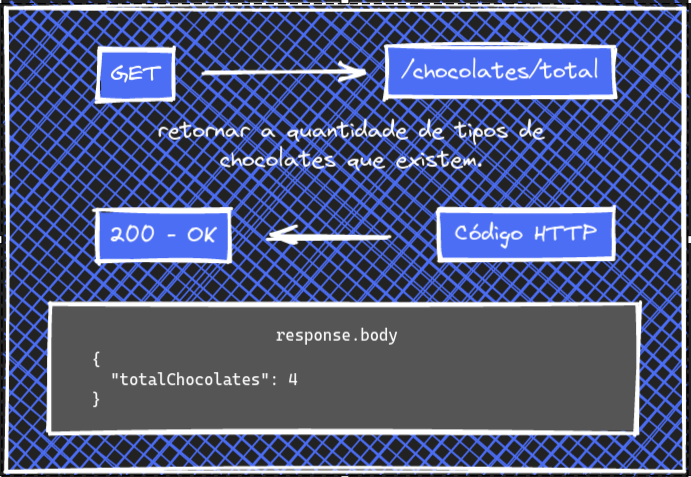 GET
/chocolates/total
retornar a quantidade de tipos de
chocolates que existem.
200 - OK
Código HTTP
response.body
{
"totalChocolates": 4
}